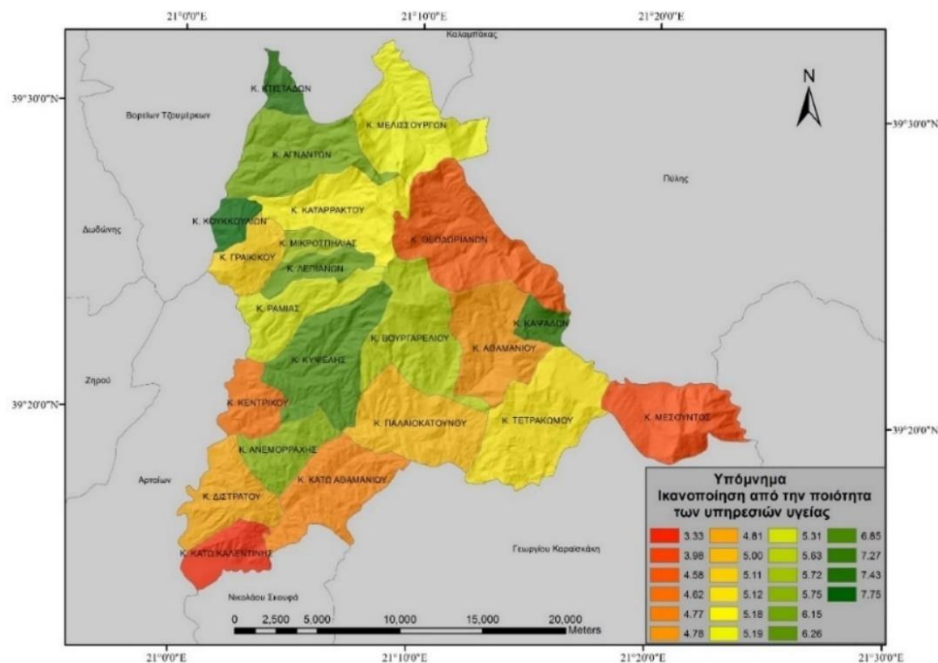 21°0'0"E 21°10'0"E 21°20'0"E
Καλαμπάκας
Κ. ΚΤΙΣΤΑΔΩΝ
39°30'0"N
Βορείων Τζουμέρκων
Κ. ΜΕΛΙΣΣΟΥΡΓΩΝ
N
39°30'0"N
Κ. ΑΓΝΑΝΤΩΝ
Πύλης
Κ. ΚΑΤΑΡΡΑΚΤΟΥ
Κ. ΚΟΥΚΚΟΥΛΙΩΝ
Δωδώνης
Κ. ΘΕΟΔΩΡΙΑΝΩΝ
Κ. ΜΙΚΡΟΣΠΗΛΙΑΣ
Κ. ΓΡΑΙΚΙΚΟΥ
Κ. ΛΕΠΙΑΝΩΝ
Κ. ΡΑΜΙΑΣ
Κ. ΚΑΨΑΛΩΝ
Κ. ΒΟΥΡΓΑΡΕΛΙΟΥ
Κ. ΑΘΑΜΑΝΙΟΥ
Κ. ΚΥΨΕΛΗΣ
Ζηρού
39°20'0"N
Κ. ΚΕΝΤΡΙΚΟΥ
Κ. ΜΕΣΟΥΝΤΟΣ
Κ. ΠΑΛΑΙΟΚΑΤΟΥΝΟΥ
Κ. ΤΕΤΡΑΚΩΜΟΥ
39°20'0"N
Κ. ΑΝΕΜΟΡΡΑΧΗΣ
Αρταίων
Κ. ΚΑΤΩ ΑΘΑΜΑΝΙΟΥ
Κ. ΔΙΣΤΡΑΤΟΥ
Κ. ΚΑΤΩ ΚΑΛΕΝΤΙΝΗΣ
Γεωργίου Καραϊσκάκη
Νικολάου Σκουφά
Υπόμνημα
Ικανοποίηση από την ποιότητα
των υπηρεσιών υγείας
3.33 4.81 5.31 6.85
3.98 5.00 5.63 7.27
4.58 5.11 5.72 7.43
4.62 5.12 5.75 7.75
4.77 5.18 6.15
4.78 5.19 6.26
0 2,500 5,000 10,000 15,000 20,000
Meters
21°0'0"E 21°10'0"E 21°20'0"E 21°30'0"E